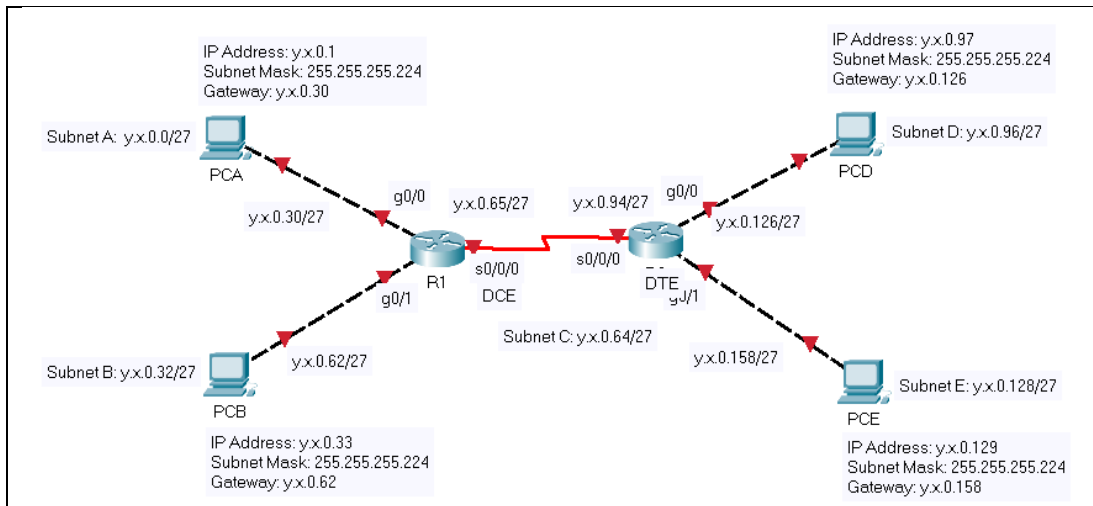 IP Address: y.x.0.1
Subnet Mask: 255.255.255.224
Gateway: y.x.0.30
IP Address: y.x.0.97
Subnet Mask: 255.255.255.224
Gateway: y.x.0.126
Subnet A: y.x.0.0/27
PCA
Subnet D: y.x.0.96/27
PCD
g0/0
y.x.0.30/27
y.x.0.65/27
y.x.0.94/27
g0/0
y.x.0.126/27
R1
s0/0/0
DCE
s0/0/0
DTE
g0/1
g0/1
Subnet C: y.x.0.64/27
Subnet B: y.x.0.32/27
y.x.0.62/27
PCB
y.x.0.158/27
Subnet E: y.x.0.128/27
PCE
IP Address: y.x.0.33
Subnet Mask: 255.255.255.224
Gateway: y.x.0.62
IP Address: y.x.0.129
Subnet Mask: 255.255.255.224
Gateway: y.x.0.158